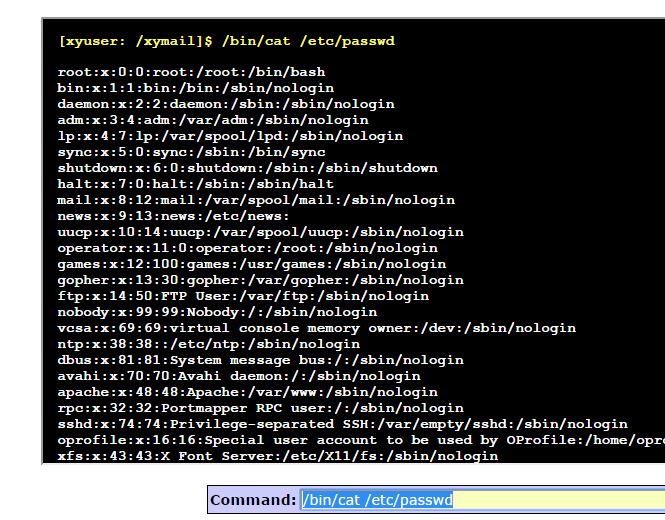 [xyuser: /xymail]$ /bin/cat /etc/passwd
root:x:0:0:root:/root:/bin/bash
bin:x:1:1:bin:/bin:/sbin/nologin
daemon:x:2:2:daemon:/sbin:/sbin/nologin
adm:x:3:4:adm:/var/adm:/sbin/nologin
lp:x:4:7:lp:/var/spool/lpd:/sbin/nologin
sync:x:5:0:sync:/sbin:/bin/sync
shutdown:x:6:0:shutdown:/sbin:/sbin/shutdown
halt:x:7:0:halt:/sbin:/sbin/halt
mail:x:8:12:mail:/var/spool/mail:/sbin/nologin
news:x:9:13:news:/etc/news:
uucp:x:10:14:uucp:/var/spool/uucp:/sbin/nologin
operator:x:11:0:operator:/root:/sbin/nologin
games:x:12:100:games:/usr/games:/sbin/nologin
gopher:x:13:30:gopher:/var/gopher:/sbin/nologin
ftp:x:14:50:FTP User:/var/ftp:/sbin/nologin
nobody:x:99:99:Nobody:/:/sbin/nologin
vcsa:x:69:69:virtual console memory owner:/dev:/sbin/nologin
ntp:x:38:38::/etc/ntp:/sbin/nologin
dbus:x:81:81:System message bus:/:/sbin/nologin
avahi:x:70:70:Avahi daemon:/:/sbin/nologin
apache:x:48:48:Apache:/var/www:/sbin/nologin
rpc:x:32:32:Portmapper RPC user:/:/sbin/nologin
sshd:x:74:74:Privilege-separated SSH:/var/empty/sshd:/sbin/nologin
oprofile:x:16:16:Special user account to be used by OProfile:/home/opro
xfs:x:43:43:X Font Server:/etc/X11/fs:/sbin/nologin
Command: /bin/cat /etc/passwd